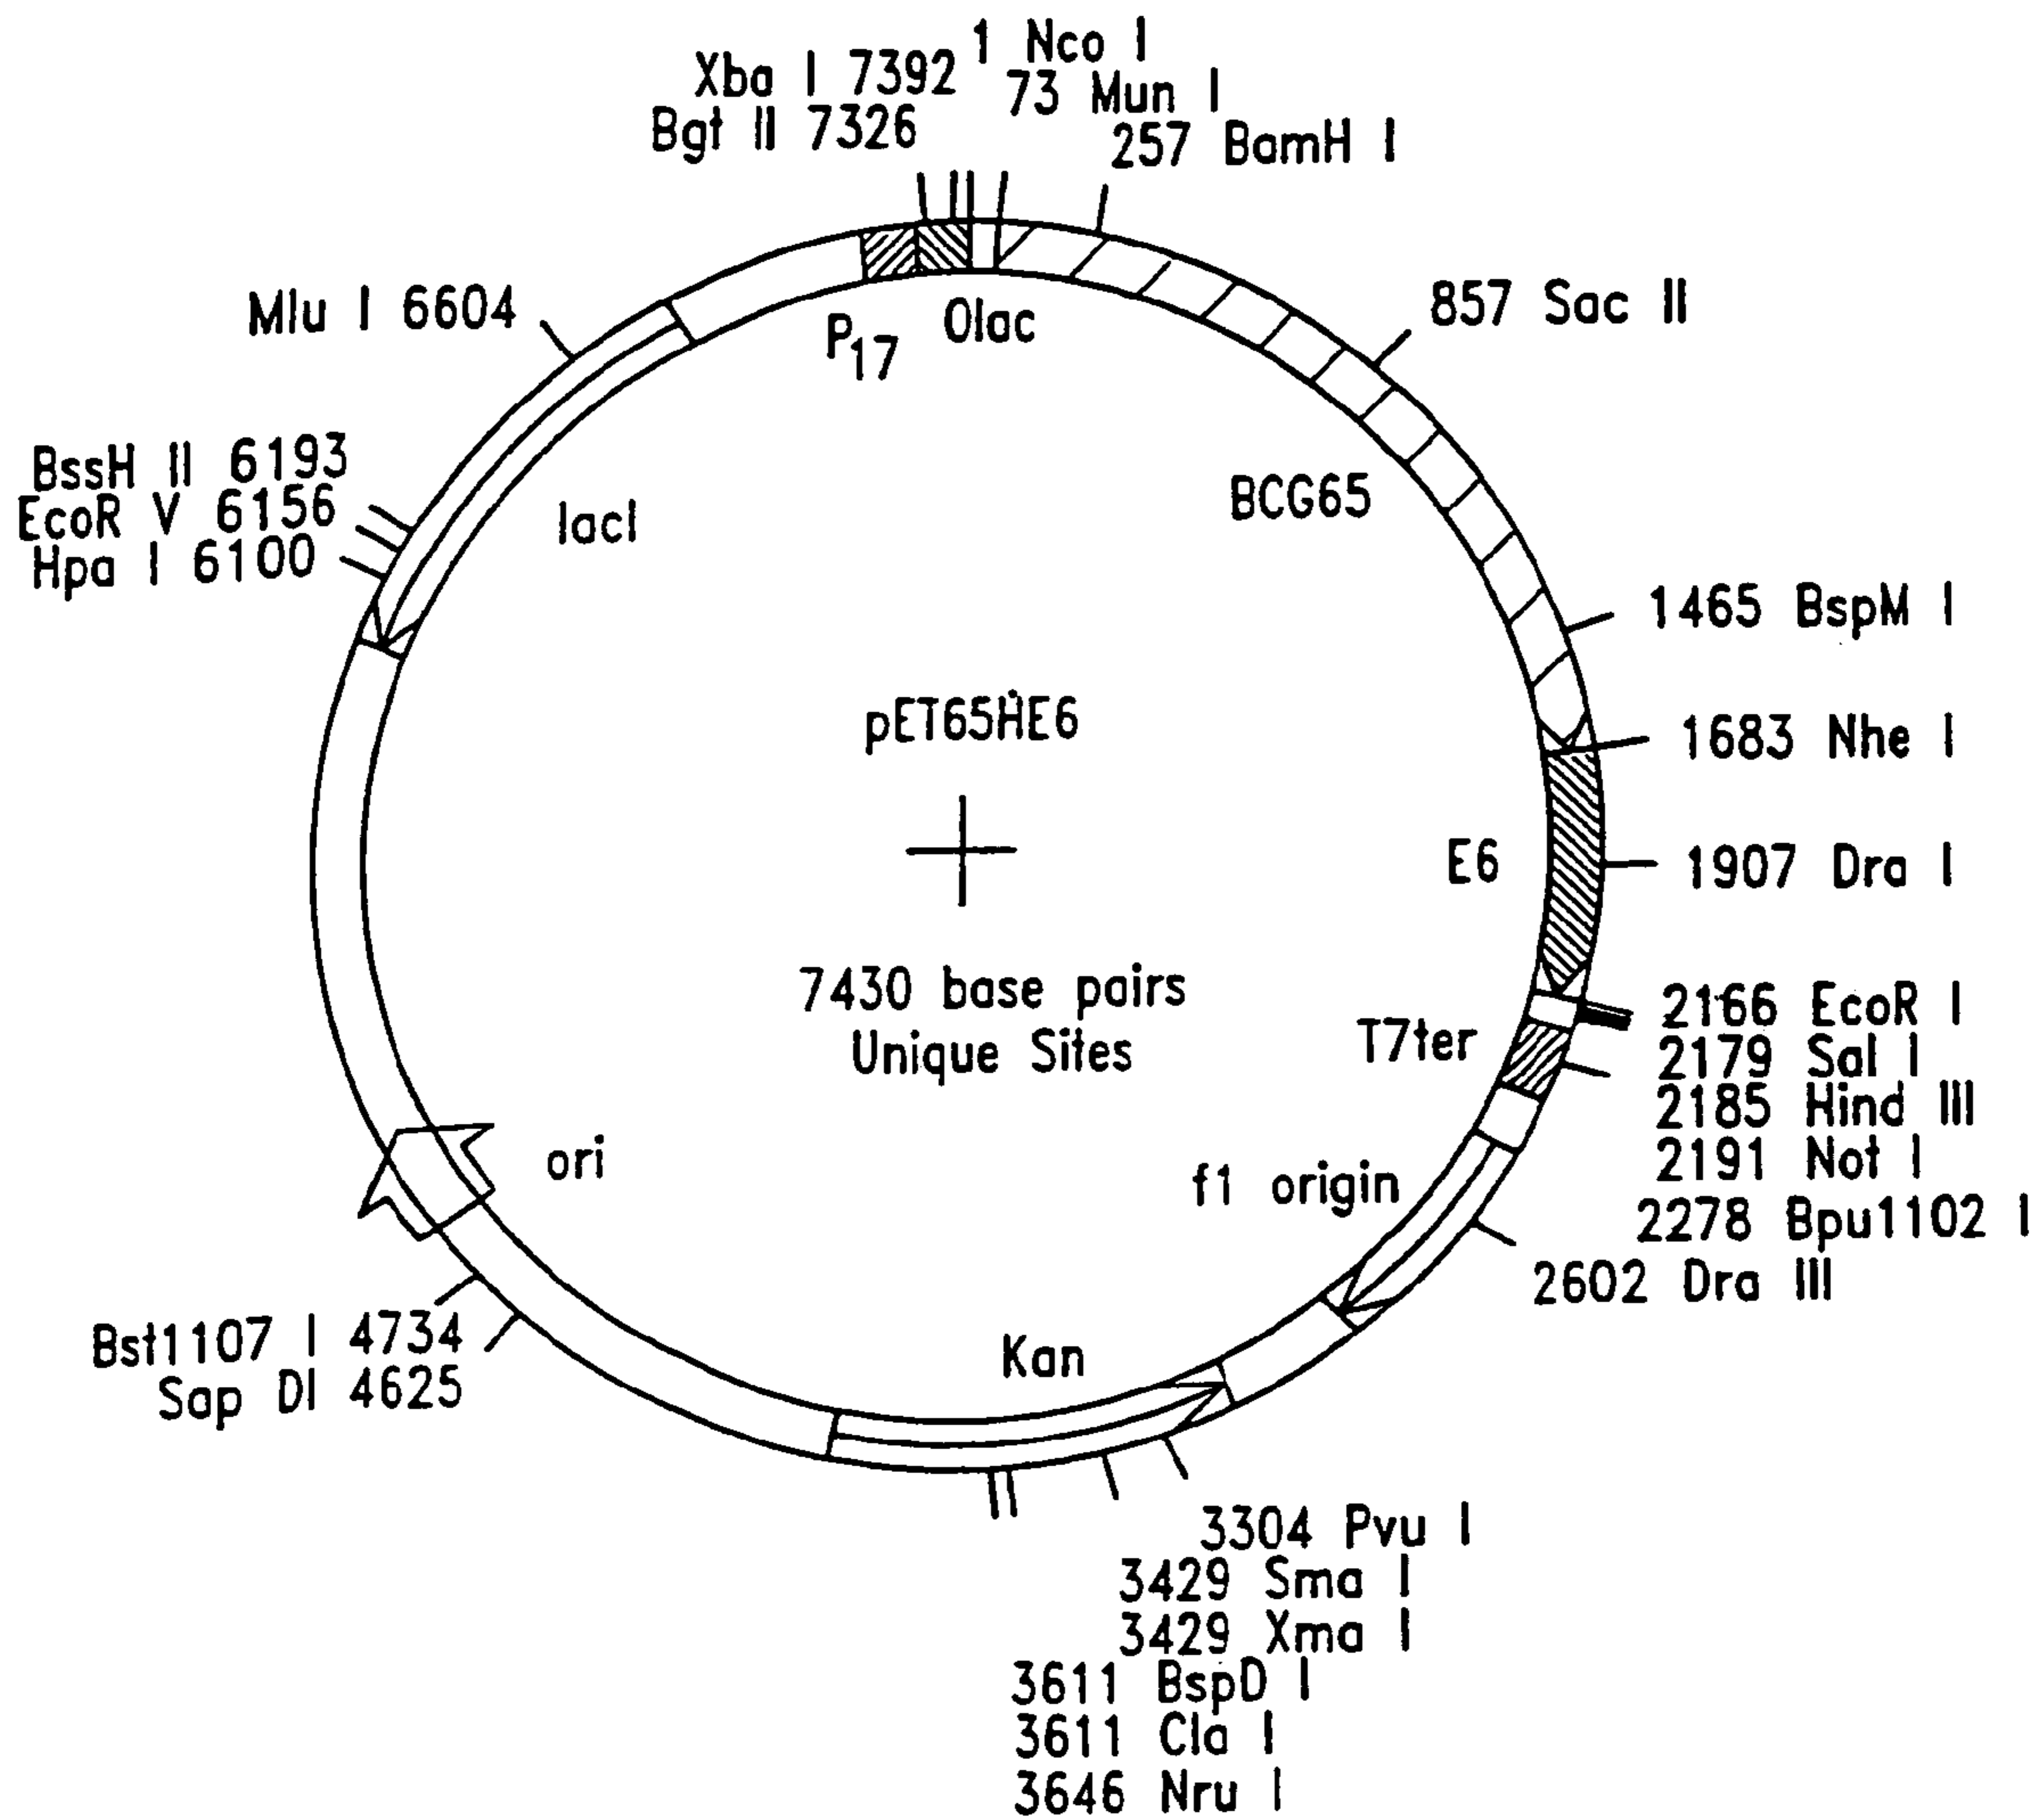 1 Nco I
Xba I 7392
73 Mun I
Bgt II 7326
257 BamH I
857 Sac II
Mlu I 6604
Olac
P17
BssH II 6193
EcoR V 6156
Hpa I 6100
lacI
BCG65
1465 BspM I
pET65HE6
1683 Nhe I
E6
1907 Dra I
7430 base pairs
Unique Sites
T7ter
2166 EcoR I
2179 Sal I
2185 Hind III
2191 Not I
2278 Bpu1102 I
2602 Dra III
ori
f1 origin
Bst1107 I 4734
Sap DI 4625
Kan
3304 Pvu I
3429 Sma I
3429 Xma I
3611 BspD I
3611 Cla I
3646 Nru I